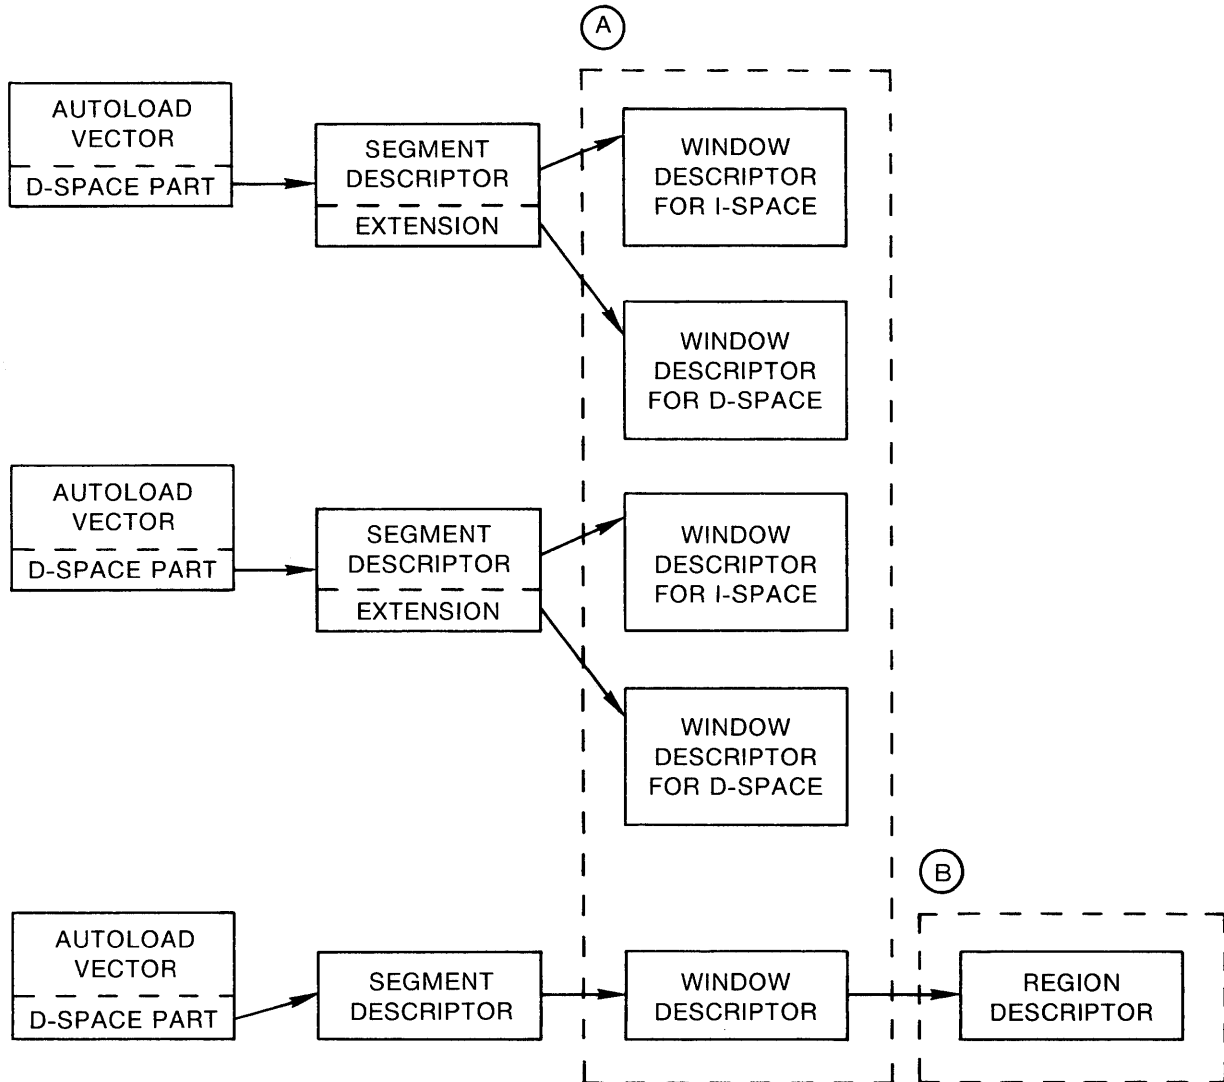 A
AUTOLOAD
VECTOR
D-SPACE PART
SEGMENT
DESCRIPTOR
EXTENSION
WINDOW
DESCRIPTOR
FOR I-SPACE
WINDOW
DESCRIPTOR
FOR D-SPACE
AUTOLOAD
VECTOR
D-SPACE PART
SEGMENT
DESCRIPTOR
EXTENSION
WINDOW
DESCRIPTOR
FOR I-SPACE
WINDOW
DESCRIPTOR
FOR D-SPACE
B
AUTOLOAD
VECTOR
D-SPACE PART
SEGMENT
DESCRIPTOR
WINDOW
DESCRIPTOR
REGION
DESCRIPTOR